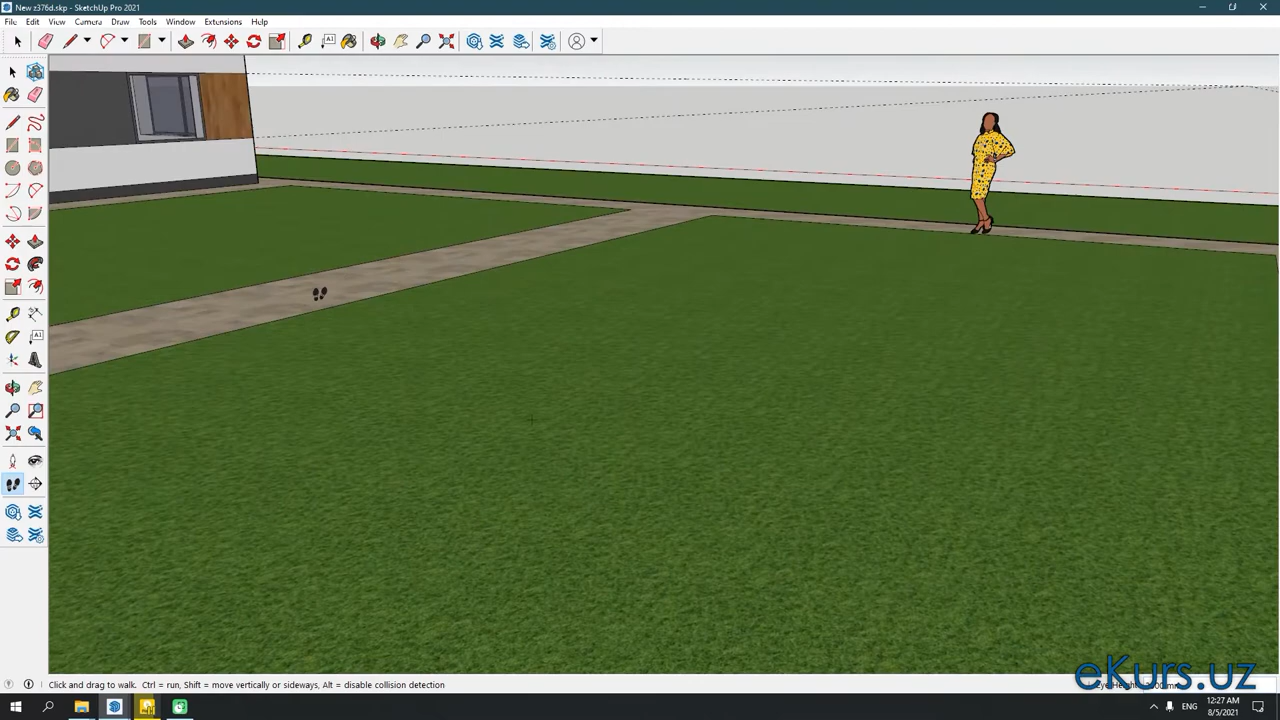 New z376d.skp - SketchUp Pro 2021
File Edit View Camera Draw Tools Window Extensions Help
Click and drag to walk. Ctrl = run, Shift = move vertically or sideways, Alt = disable collision detection
eKurs.uz
12:27 AM
ENG
8/5/2021